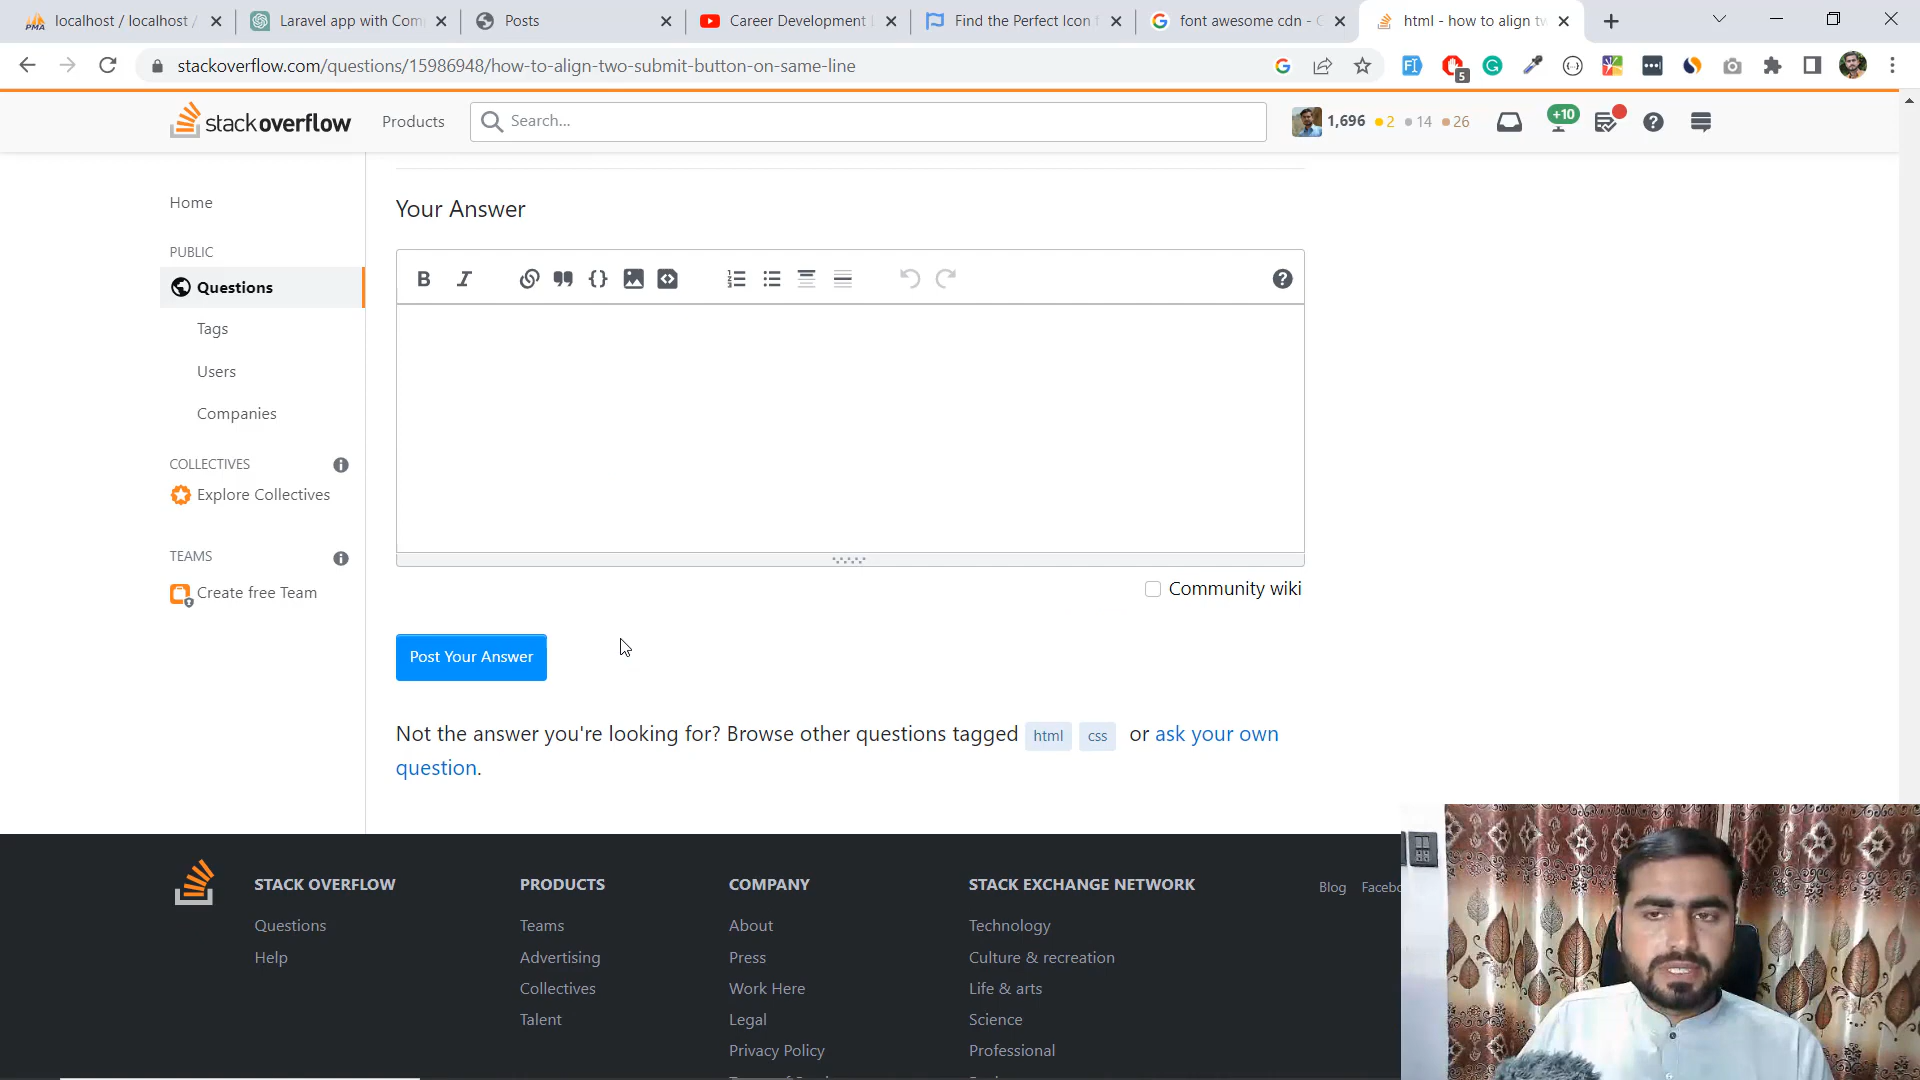 localhost / localhost /
Laravel app with Com
Posts
Career Development
Find the Perfect Icon
font awesome cdn -
html - how to align tw
stackoverflow.com/questions/15986948/how-to-align-two-submit-button-on-same-line
5
stackoverflow
Products
Search...
1,696 2 14 26
+10
Home
PUBLIC
Questions
Tags
Users
Companies
COLLECTIVES
Explore Collectives
TEAMS
Create free Team
Your Answer
Community wiki
Post Your Answer
Not the answer you're looking for? Browse other questions tagged html css or ask your own
question.
STACK OVERFLOW
Questions
Help
PRODUCTS
Teams
Advertising
Collectives
Talent
COMPANY
About
Press
Work Here
Legal
Privacy Policy
STACK EXCHANGE NETWORK
Technology
Culture & recreation
Life & arts
Science
Professional
Blog Facebo